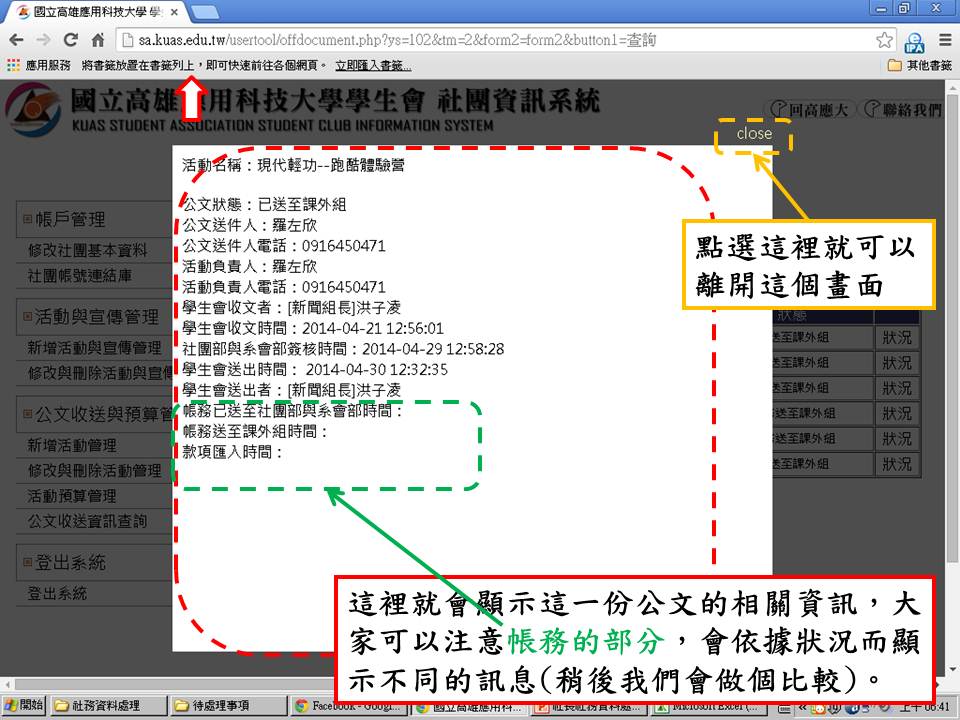 國立高雄應用科技大學 學
sa.kuas.edu.tw/usertool/offdocument.php?ys=102&tm=2&form2=form2&button1=查詢
應用服務 將書籤放置在書籤列上，即可快速前往各個網頁。 立即匯入書籤... 其他書籤
國立高雄應用科技大學學生會 社團資訊系統
KUAS STUDENT ASSOCIATION STUDENT CLUB INFORMATION SYSTEM
回高應大 聯絡我們
close
活動名稱：現代輕功--跑酷體驗營
公文狀態：已送至課外組
公文送件人：羅左欣
公文送件人電話：0916450471
活動負責人：羅左欣
活動負責人電話：0916450471
學生會收文者：[新聞組長]洪子凌
學生會收文時間：2014-04-21 12:56:01
社團部與系會部簽核時間：2014-04-29 12:58:28
學生會送出時間： 2014-04-30 12:32:35
學生會送出者：[新聞組長]洪子凌
帳務已送至社團部與系會部時間：
帳務送至課外組時間：
款項匯入時間：
點選這裡就可以
離開這個畫面
帳戶管理
修改社團基本資料
社團帳號連結庫
活動與宣傳管理
新增活動與宣傳管理
修改與刪除活動與宣傳
公文收送與預算管
新增活動管理
修改與刪除活動管理
活動預算管理
公文收送資訊查詢
登出系統
登出系統
狀態
送至課外組 狀況
送至課外組 狀況
送至課外組 狀況
送至課外組 狀況
送至課外組 狀況
送至課外組 狀況
這裡就會顯示這一份公文的相關資訊，大
家可以注意帳務的部分，會依據狀況而顯
示不同的訊息(稍後我們會做個比較)。
開始 社務資料處理 待處理事項 Facebook - Googl... 國立高雄應用科... 社長社務資料處... Microsoft Excel (... 上午 08:41